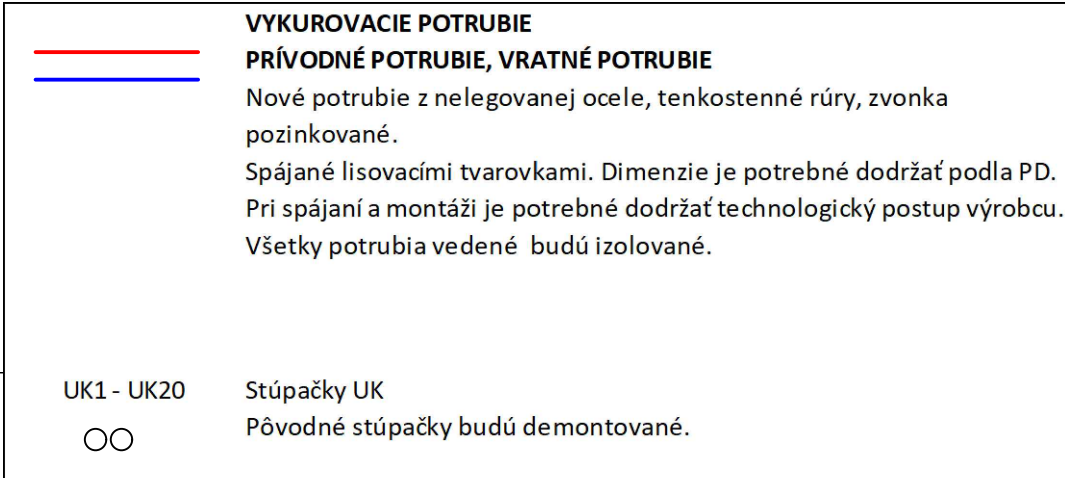 VYKUROVACIE POTRUBIE
PRÍVODNÉ POTRUBIE, VRATNÉ POTRUBIE
Nové potrubie z nelegovanej ocele, tenkostenné rúry, zvonka
pozinkované.
Spájané lisovacími tvarovkami. Dimenzie je potrebné dodržať podla PD.
Pri spájaní a montáži je potrebné dodržať technologický postup výrobcu.
Všetky potrubia vedené budú izolované.
UK1 - UK20 Stúpačky UK
Pôvodné stúpačky budú demontované.